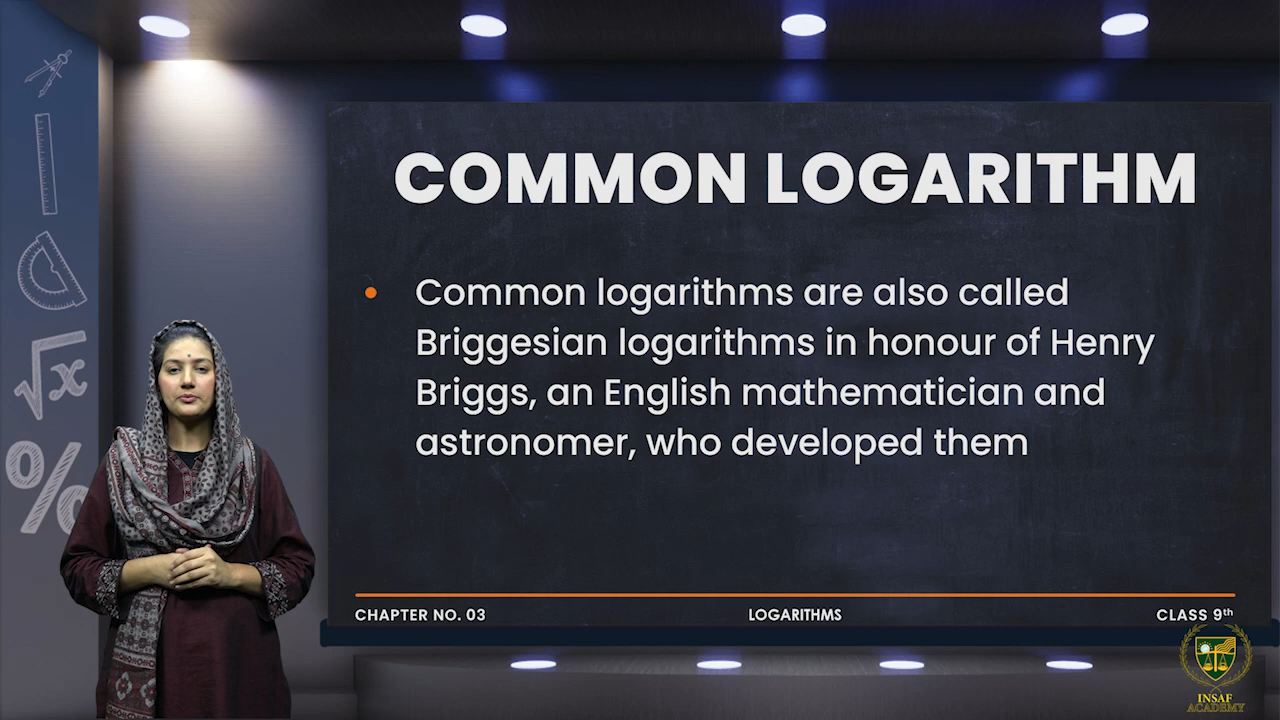 COMMON LOGARITHM
• Common logarithms are also called
Briggesian logarithms in honour of Henry
Briggs, an English mathematician and
astronomer, who developed them
CHAPTER NO. 03 LOGARITHMS CLASS 9th
√x
%
INSAF
ACADEMY